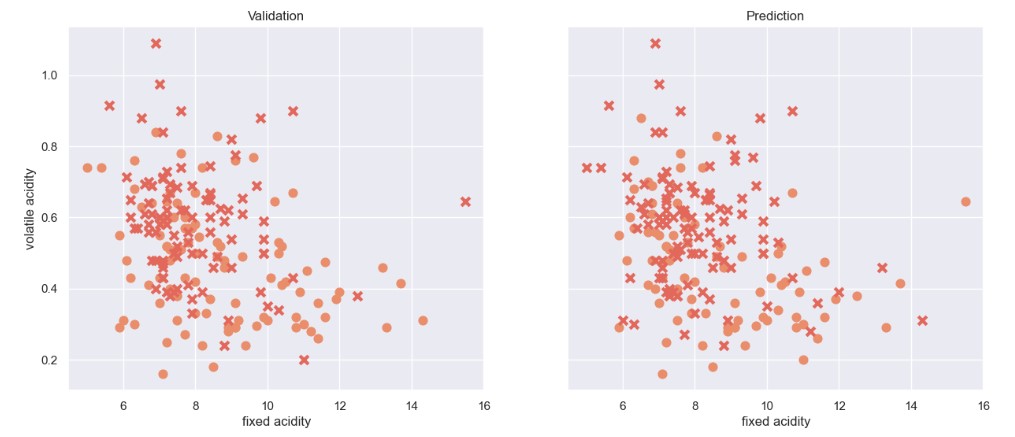 Validation
Prediction
volatile acidity
1.0
0.8
0.6
0.4
0.2
6 8 10 12 14 16
6 8 10 12 14 16
fixed acidity
fixed acidity